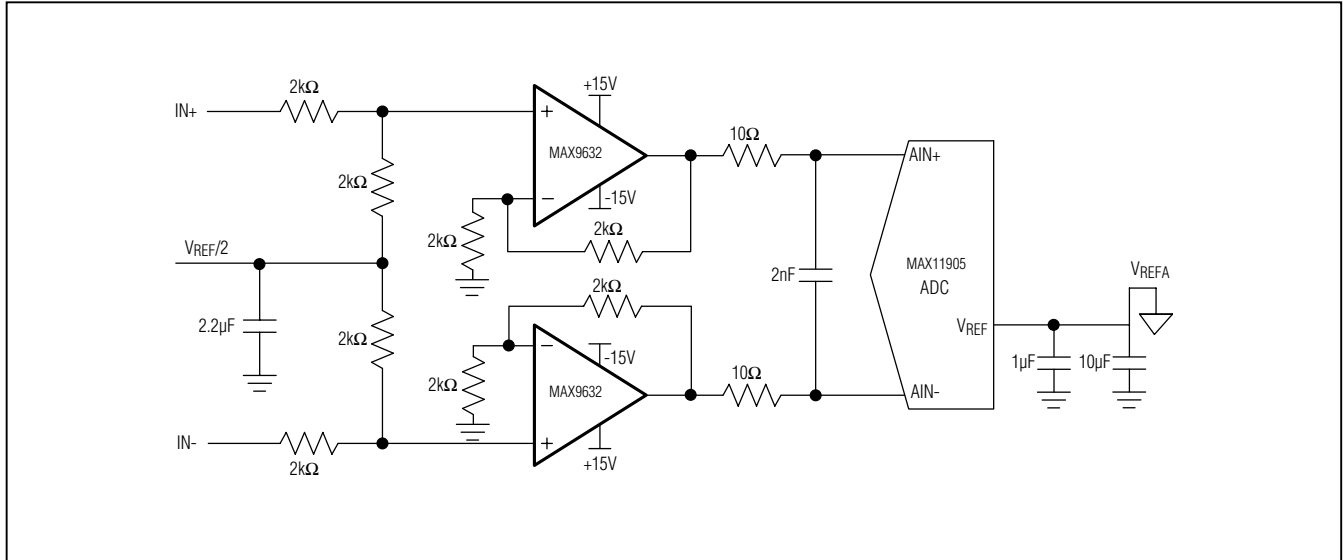 +15V
2kΩ
IN+
+
10Ω
MAX9632
AIN+
2kΩ
−
-15V
2kΩ
2kΩ
VREF/2
2nF
MAX11905
ADC
VREFA
2kΩ
2.2µF
2kΩ
VREF
−
-15V
1µF
10µF
2kΩ
10Ω
MAX9632
AIN-
IN-
+
2kΩ
+15V